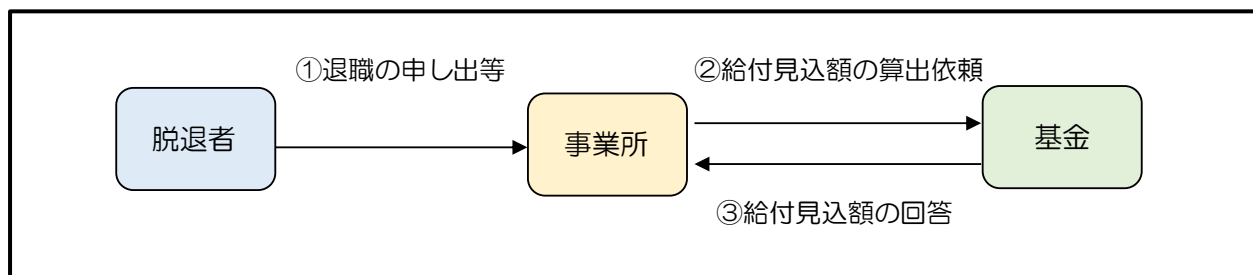 ①退職の申し出等
②給付見込額の算出依頼
脱退者
事業所
基金
③給付見込額の回答